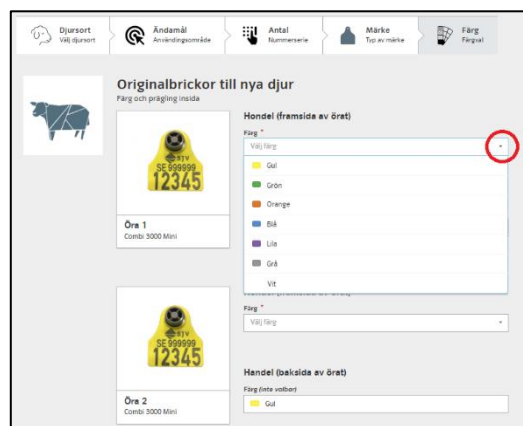 Djursort
Välj djursort
Ändamål
Användningsområde
Antal
Nummerserie
Märke
Typ av märke
Färg
Färgval
Originalbrickor till nya djur
Färg och prägling insida
SJV
SE 999999
12345
Öra 1
Combi 3000 Mini
Hondel (framsida av örat)
Färg *
Välj färg
Gul
Grön
Orange
Blå
Lila
Grå
Vit
SJV
SE 999999
12345
Öra 2
Combi 3000 Mini
Färg *
Välj färg
Handel (baksida av örat)
Färg (inte valbar)
Gul